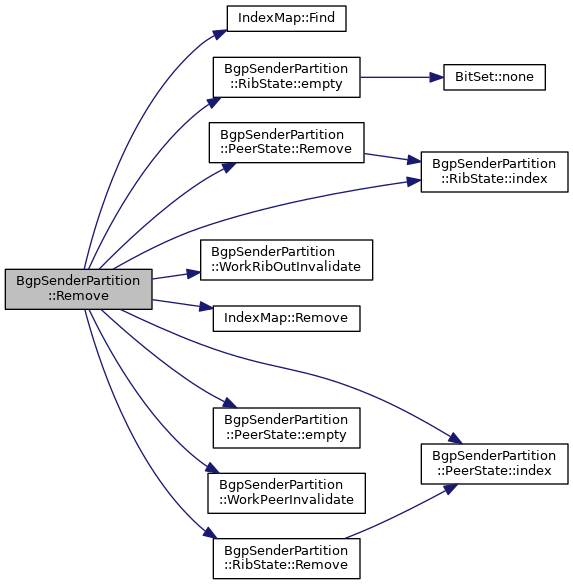 IndexMap::Find
BgpSenderPartition
::RibState::empty
BitSet::none
BgpSenderPartition
::PeerState::Remove
BgpSenderPartition
::RibState::index
BgpSenderPartition
::WorkRibOutInvalidate
BgpSenderPartition
::Remove
IndexMap::Remove
BgpSenderPartition
::PeerState::empty
BgpSenderPartition
::PeerState::index
BgpSenderPartition
::WorkPeerInvalidate
BgpSenderPartition
::RibState::Remove